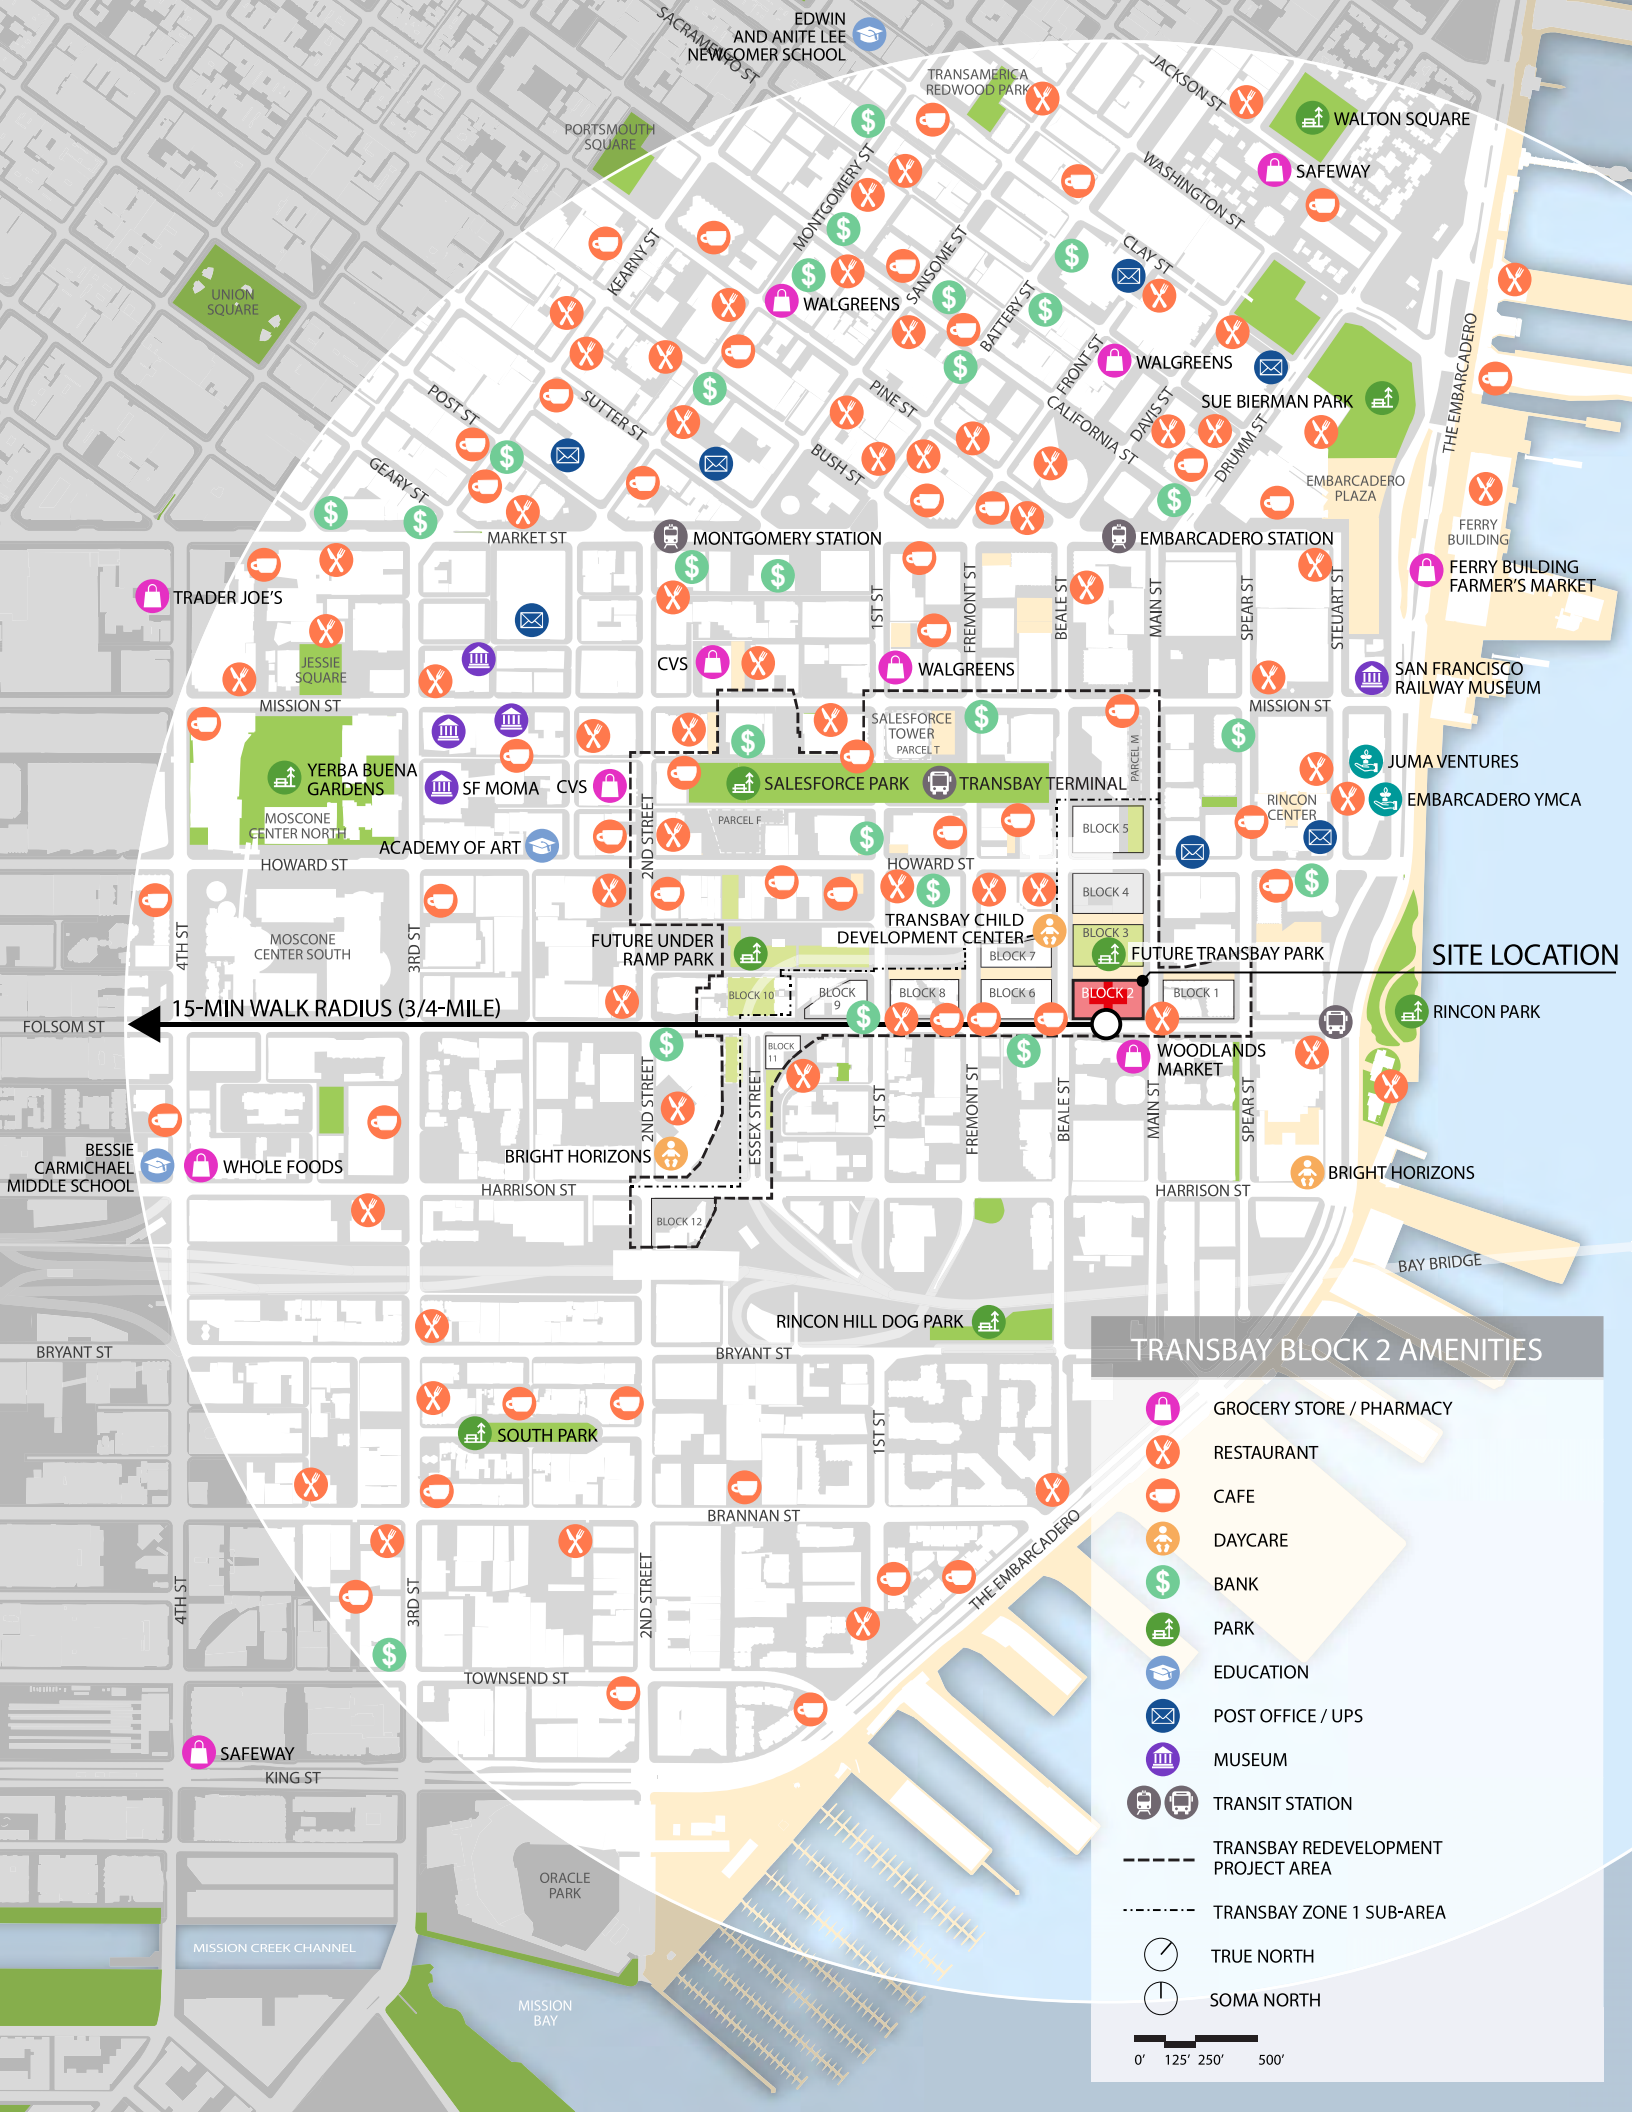 EDWIN
AND ANITE LEE
NEWCOMER SCHOOL
SACRAMENTO ST
TRANSAMERICA
REDWOOD PARK
JACKSON ST
WALTON SQUARE
PORTSMOUTH
SQUARE
MONTGOMERY ST
WASHINGTON ST
SAFEWAY
KEARNY ST
SANSOME ST
CLAY ST
UNION
SQUARE
WALGREENS
BATTERY ST
THE EMBARCADERO
FRONT ST
WALGREENS
POST ST
SUTTER ST
PINE ST
CALIFORNIA ST
DAVIS ST
SUE BIERMAN PARK
DRUMM ST
GEARY ST
BUSH ST
EMBARCADERO
PLAZA
MARKET ST
MONTGOMERY STATION
EMBARCADERO STATION
FERRY
BUILDING
TRADER JOE'S
FERRY BUILDING
FARMER'S MARKET
1ST ST
FREMONT ST
BEALE ST
MAIN ST
SPEAR ST
STEUART ST
JESSIE
SQUARE
CVS
WALGREENS
SAN FRANCISCO
RAILWAY MUSEUM
MISSION ST
MISSION ST
SALESFORCE
TOWER
PARCEL T
PARCEL M
JUMA VENTURES
YERBA BUENA
GARDENS
SF MOMA
CVS
SALESFORCE PARK
TRANSBAY TERMINAL
EMBARCADERO YMCA
RINCON
CENTER
MOSCONE
CENTER NORTH
2ND STREET
PARCEL F
BLOCK 5
ACADEMY OF ART
HOWARD ST
HOWARD ST
BLOCK 4
4TH ST
MOSCONE
CENTER SOUTH
3RD ST
FUTURE UNDER
RAMP PARK
TRANSBAY CHILD
DEVELOPMENT CENTER
BLOCK 3
BLOCK 7
FUTURE TRANSBAY PARK
SITE LOCATION
15-MIN WALK RADIUS (3/4-MILE)
BLOCK 10
BLOCK
9
BLOCK 8
BLOCK 6
BLOCK 2
BLOCK 1
RINCON PARK
FOLSOM ST
BLOCK
11
WOODLANDS
MARKET
2ND STREET
ESSEX STREET
1ST ST
FREMONT ST
BEALE ST
MAIN ST
SPEAR ST
BESSIE
CARMICHAEL
MIDDLE SCHOOL
WHOLE FOODS
BRIGHT HORIZONS
BRIGHT HORIZONS
HARRISON ST
HARRISON ST
BLOCK 12
BAY BRIDGE
RINCON HILL DOG PARK
BRYANT ST
BRYANT ST
SOUTH PARK
1ST ST
BRANNAN ST
THE EMBARCADERO
4TH ST
3RD ST
2ND STREET
TOWNSEND ST
SAFEWAY
KING ST
ORACLE
PARK
MISSION CREEK CHANNEL
MISSION
BAY
TRANSBAY BLOCK 2 AMENITIES
GROCERY STORE / PHARMACY
RESTAURANT
CAFE
DAYCARE
BANK
PARK
EDUCATION
POST OFFICE / UPS
MUSEUM
TRANSIT STATION
TRANSBAY REDEVELOPMENT
PROJECT AREA
TRANSBAY ZONE 1 SUB-AREA
TRUE NORTH
SOMA NORTH
0' 125' 250' 500'